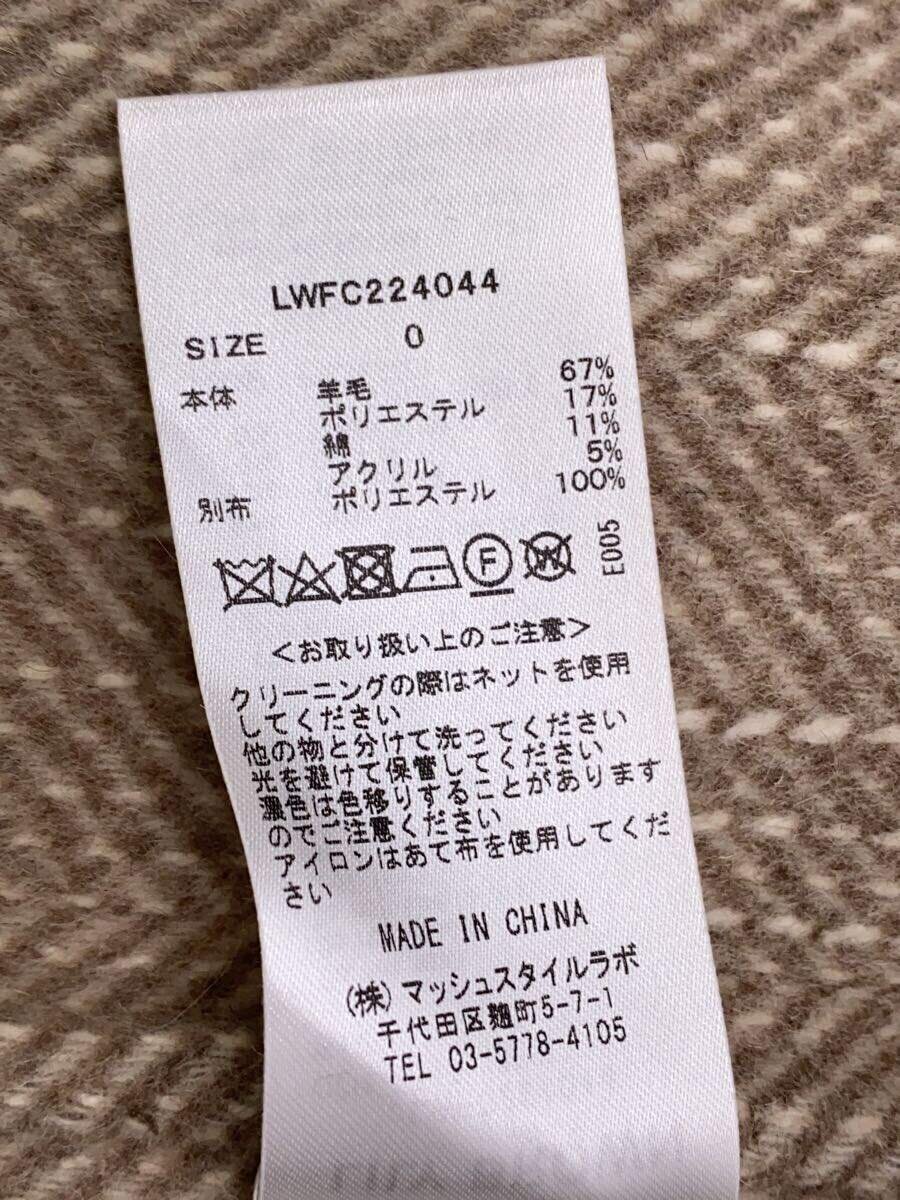 LWFC224044
SIZE 0
本体 羊毛 67%
ポリエステル 17%
綿 11%
アクリル 5%
別布 ポリエステル 100%
F W E005
<お取り扱い上のご注意>
クリーニングの際はネットを使用
してください
他の物と分けて洗ってください
光を避けて保管してください
濃色は色移りすることがあります
のでご注意ください
アイロンはあて布を使用してくだ
さい
MADE IN CHINA
(株)マッシュスタイルラボ
千代田区麹町5-7-1
TEL 03-5778-4105